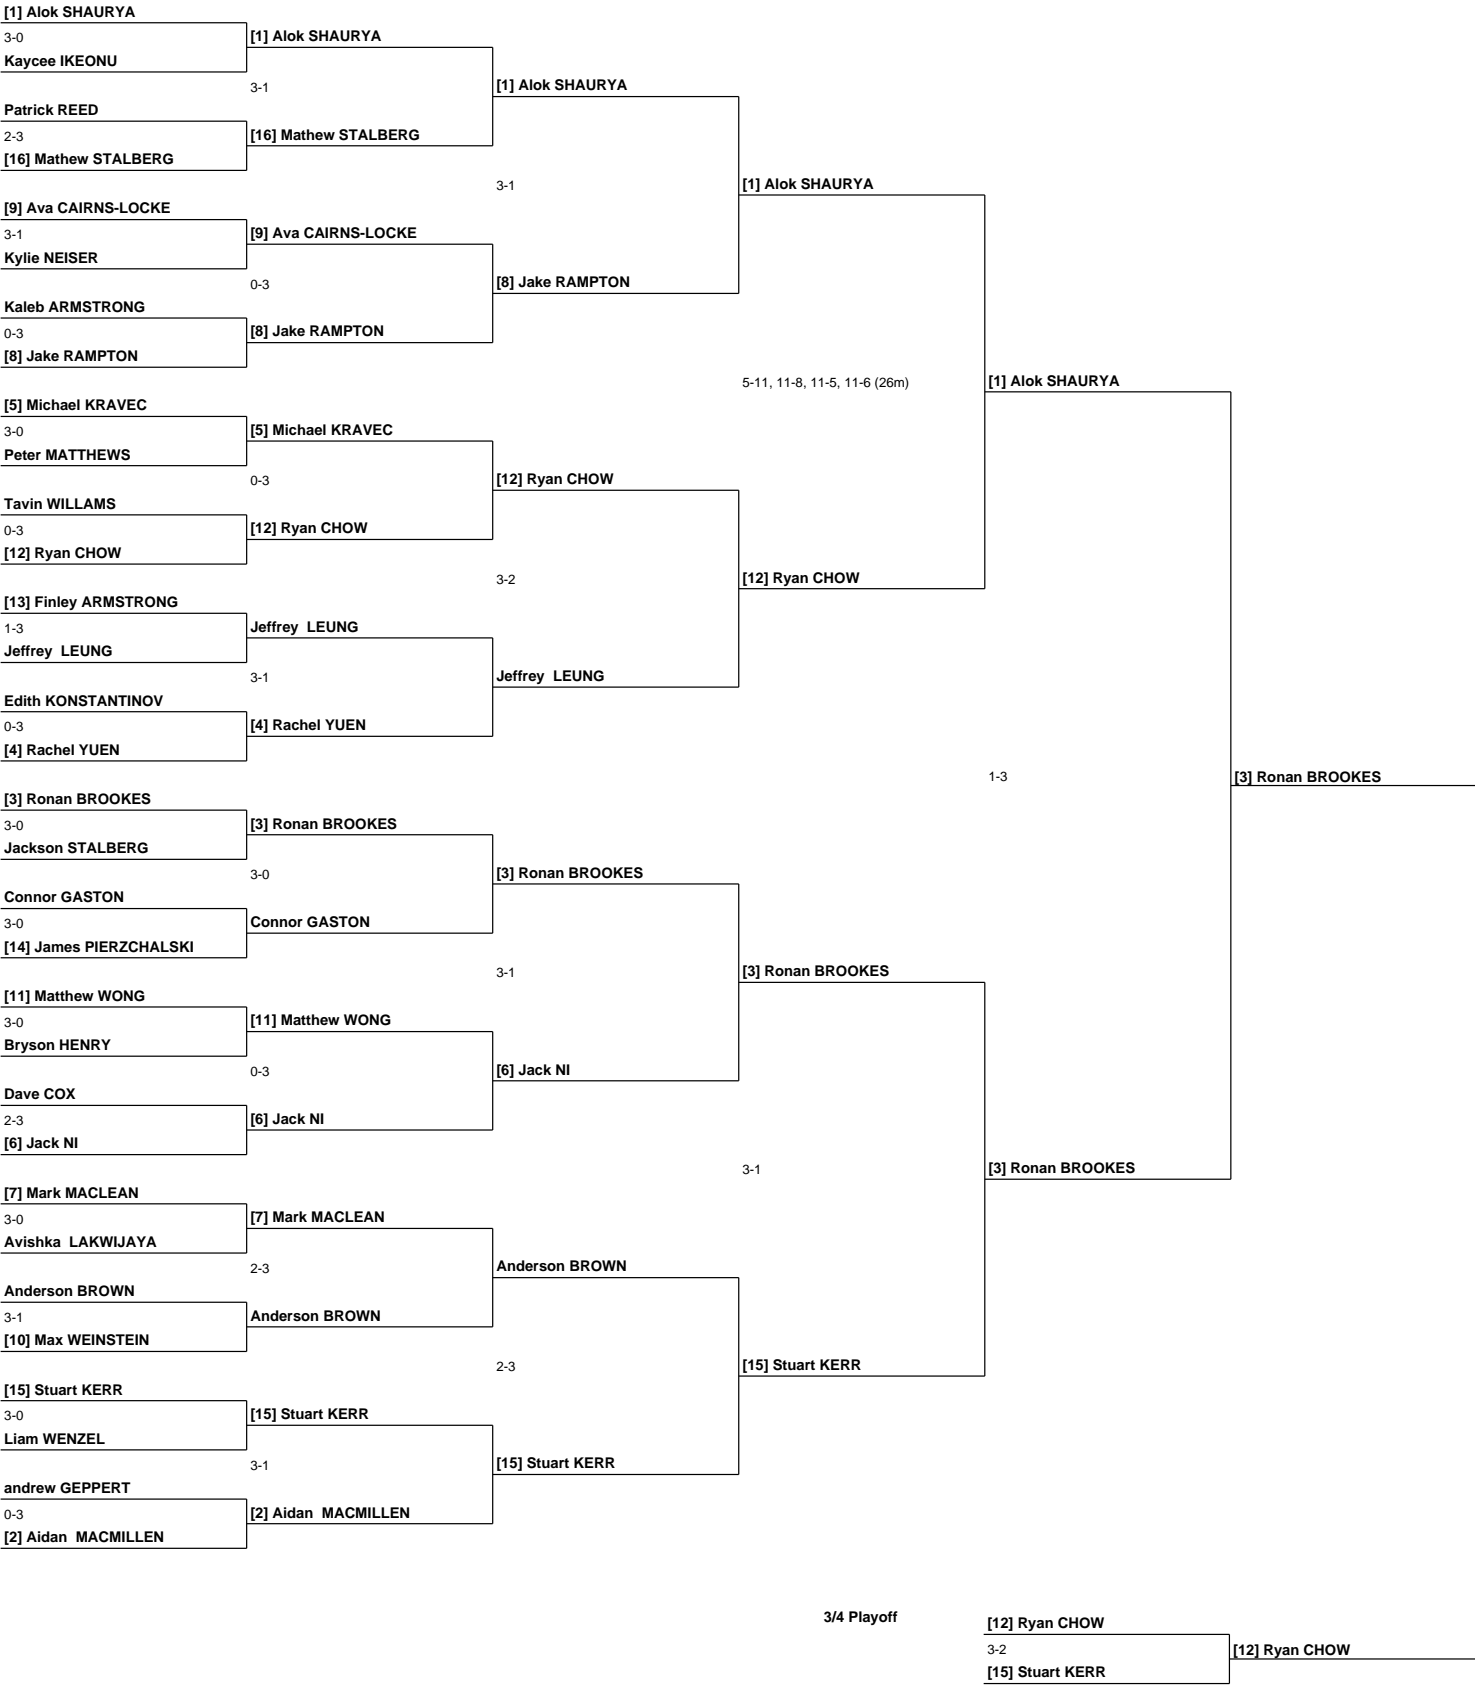 [1] Alok SHAURYA
3-0
Kaycee IKEONU
Patrick REED
2-3
[16] Mathew STALBERG
[9] Ava CAIRNS-LOCKE
3-1
Kylie NEISER
Kaleb ARMSTRONG
0-3
[8] Jake RAMPTON
[5] Michael KRAVEC
3-0
Peter MATTHEWS
Tavin WILLAMS
0-3
[12] Ryan CHOW
[13] Finley ARMSTRONG
1-3
Jeffrey  LEUNG
Edith KONSTANTINOV
0-3
[4] Rachel YUEN
[3] Ronan BROOKES
3-0
Jackson STALBERG
Connor GASTON
3-0
[14] James PIERZCHALSKI
[11] Matthew WONG
3-0
Bryson HENRY
Dave COX
2-3
[6] Jack NI
[7] Mark MACLEAN
3-0
Avishka  LAKWIJAYA
Anderson BROWN
3-1
[10] Max WEINSTEIN
[15] Stuart KERR
3-0
Liam WENZEL
andrew GEPPERT
0-3
[2] Aidan  MACMILLEN
[1] Alok SHAURYA
3-1
[16] Mathew STALBERG
[9] Ava CAIRNS-LOCKE
0-3
[8] Jake RAMPTON
[5] Michael KRAVEC
0-3
[12] Ryan CHOW
Jeffrey  LEUNG
3-1
[4] Rachel YUEN
[3] Ronan BROOKES
3-0
Connor GASTON
[11] Matthew WONG
0-3
[6] Jack NI
[7] Mark MACLEAN
2-3
Anderson BROWN
[15] Stuart KERR
3-1
[2] Aidan  MACMILLEN
[1] Alok SHAURYA
3-1
[8] Jake RAMPTON
[12] Ryan CHOW
3-2
Jeffrey  LEUNG
[3] Ronan BROOKES
3-1
[6] Jack NI
Anderson BROWN
2-3
[15] Stuart KERR
[1] Alok SHAURYA
5-11, 11-8, 11-5, 11-6 (26m)
[12] Ryan CHOW
[3] Ronan BROOKES
3-1
[15] Stuart KERR
[1] Alok SHAURYA
1-3
[3] Ronan BROOKES
[3] Ronan BROOKES
3/4 Playoff
[12] Ryan CHOW
3-2
[15] Stuart KERR
[12] Ryan CHOW